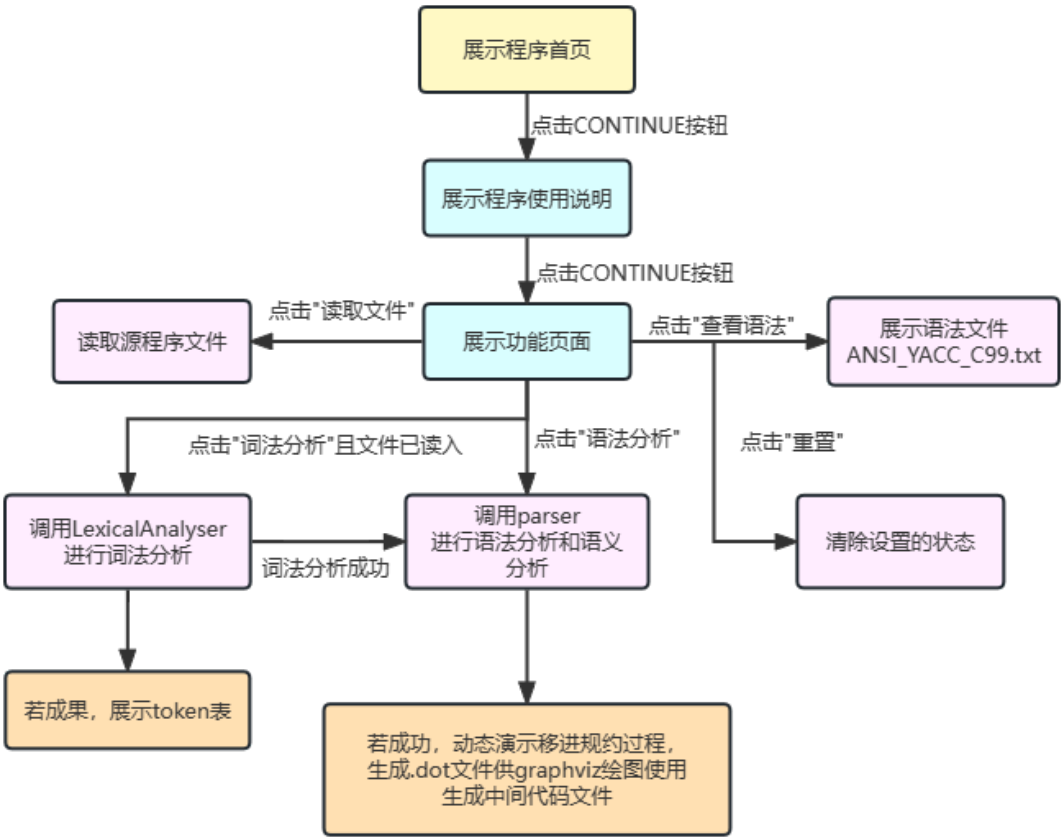 展示程序首页
点击CONTINUE按钮
展示程序使用说明
点击CONTINUE按钮
读取源程序文件
点击"读取文件"
展示功能页面
点击"查看语法"
展示语法文件
ANSI_YACC_C99.txt
点击"词法分析"且文件已读入
点击"语法分析"
点击"重置"
调用LexicalAnalyser
进行词法分析
词法分析成功
调用parser
进行语法分析和语义
分析
清除设置的状态
若成果，展示token表
若成功，动态演示移进规约过程，
生成.dot文件供graphviz绘图使用
生成中间代码文件